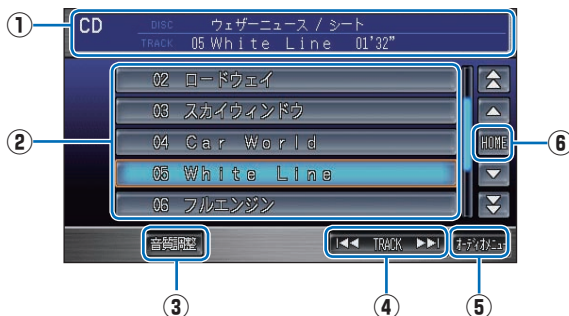 ①
CD DISC ウェザーニュース / シート
TRACK 05 White Line 01'32"
②
02 ロードウェイ
03 スカイウィンドウ
04 Car World
05 White Line
06 フルエンジン
HOME
⑥
音質調整
TRACK
オーディオメニュー
③
④
⑤